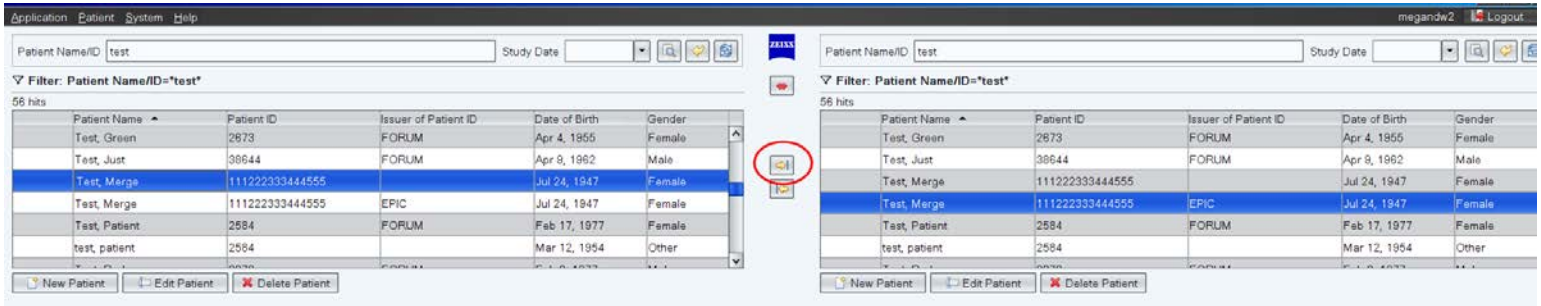 Application Patient System Help megandw2 Logout
Patient Name/ID test Study Date ZEISS Patient Name/ID test Study Date
Filter: Patient Name/ID="test" Filter: Patient Name/ID="test"
56 hits 56 hits
Patient Name Patient ID Issuer of Patient ID Date of Birth Gender Patient Name Patient ID Issuer of Patient ID Date of Birth Gender
Test, Green 2673 FORUM Apr 4, 1955 Female Test, Green 2673 FORUM Apr 4, 1955 Female
Test, Just 38644 FORUM Apr 9, 1962 Male Test, Just 38644 FORUM Apr 9, 1962 Male
Test, Merge 111222333444555 Jul 24, 1947 Female Test, Merge 111222333444555 Jul 24, 1947 Female
Test, Merge 111222333444555 EPIC Jul 24, 1947 Female Test, Merge 111222333444555 EPIC Jul 24, 1947 Female
Test, Patient 2584 FORUM Feb 17, 1977 Female Test, Patient 2584 FORUM Feb 17, 1977 Female
test, patient 2584 Mar 12, 1954 Other test, patient 2584 Mar 12, 1954 Other
New Patient Edit Patient Delete Patient New Patient Edit Patient Delete Patient